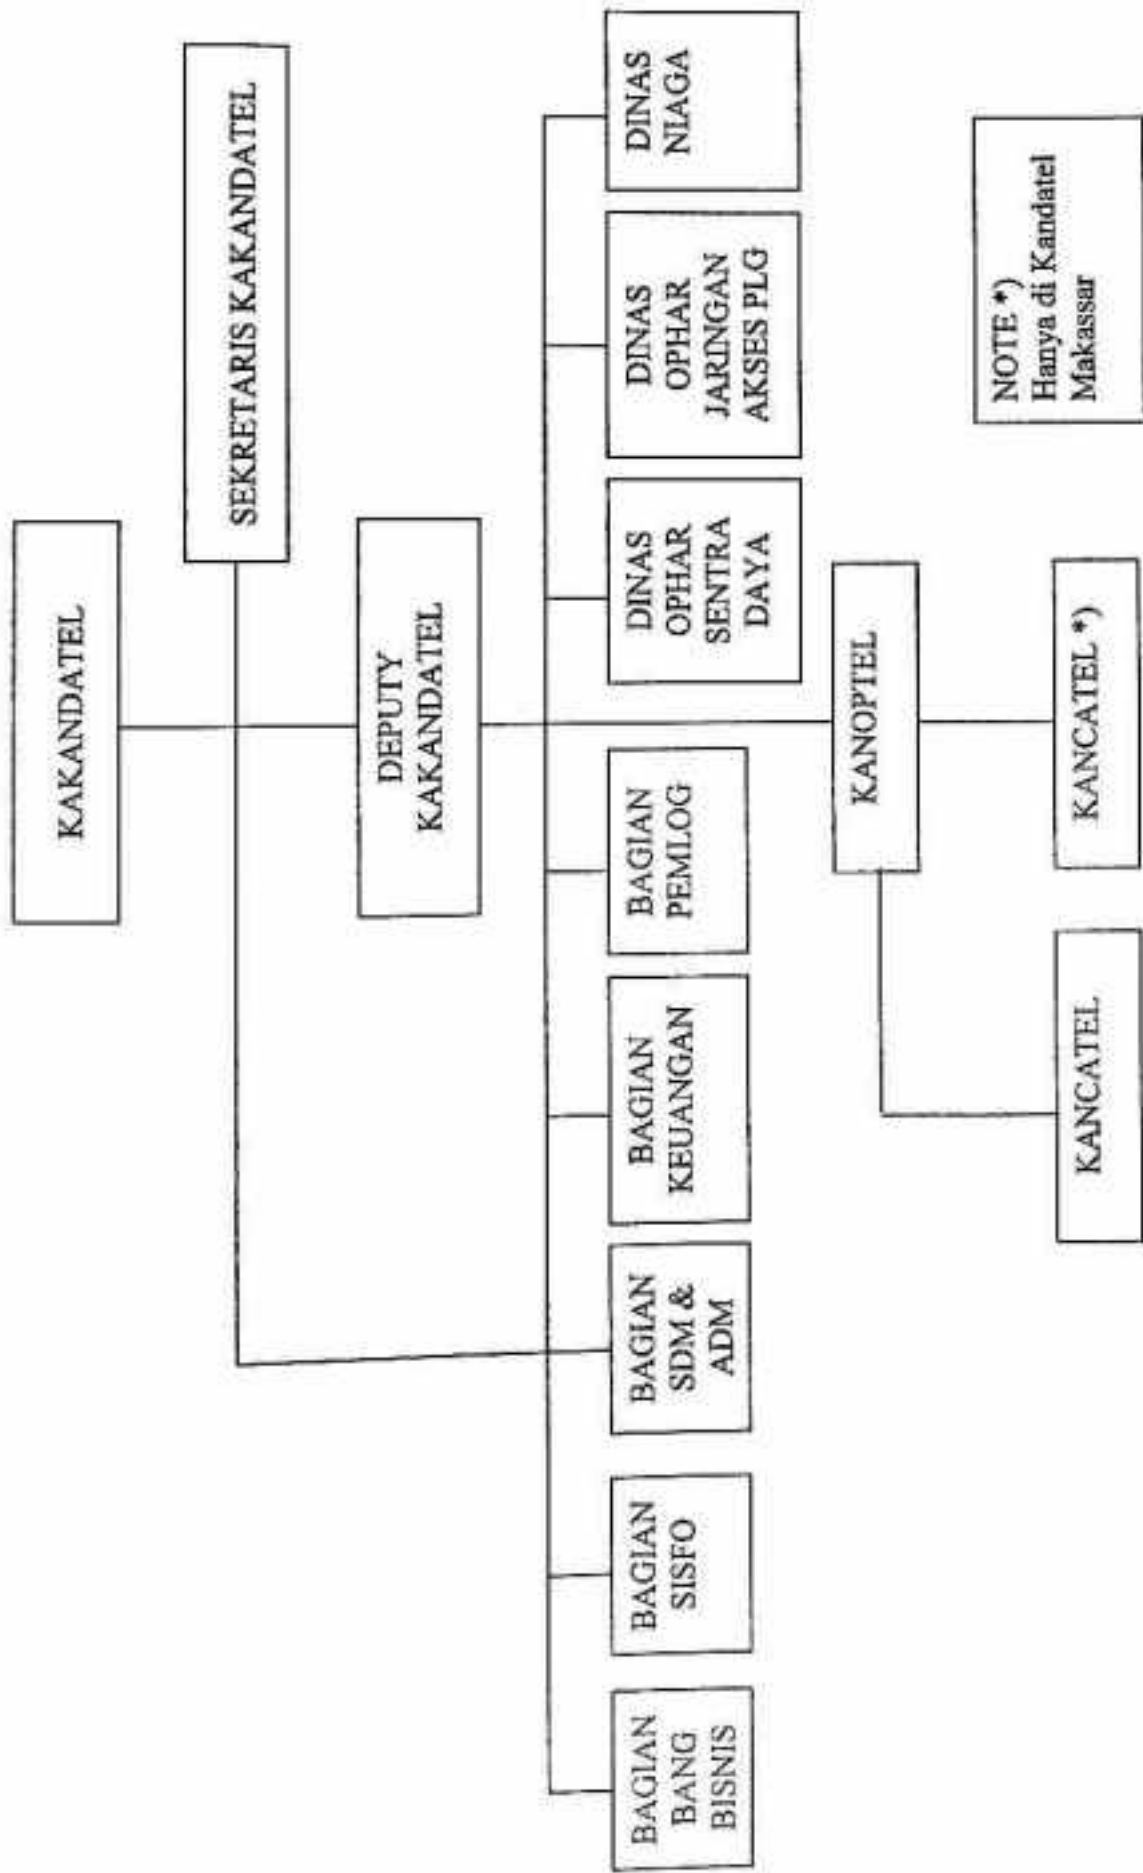 KAKANDATEL
SEKRETARIS KAKANDATEL
DEPUTY
KAKANDATEL
BAGIAN
BANG
BISNIS
BAGIAN
SISFO
BAGIAN
SDM &
ADM
BAGIAN
KEUANGAN
BAGIAN
PEMLOG
DINAS
OPHAR
SENTRA
DAYA
DINAS
OPHAR
JARINGAN
AKSES PLG
DINAS
NIAGA
KANOPTEL
KANCATEL
KANCATEL *)
NOTE *)
Hanya di Kandatel
Makassar